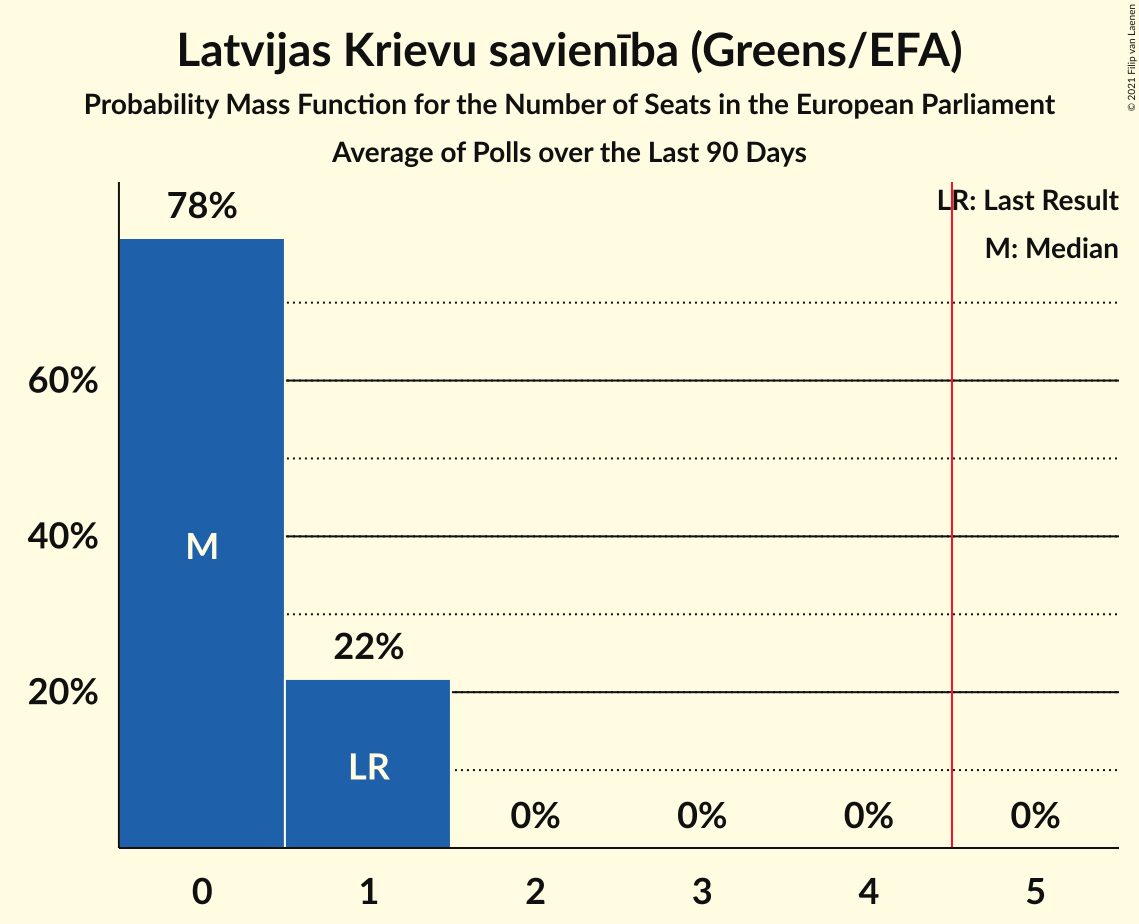 Latvijas Krievu savienība (Greens/EFA)
Probability Mass Function for the Number of Seats in the European Parliament
Average of Polls over the Last 90 Days
© 2021 Filip van Laenen
LR: Last Result
M: Median
78%
60%
40%
20%
M
22%
LR
0%
0%
0%
0%
0 1 2 3 4 5